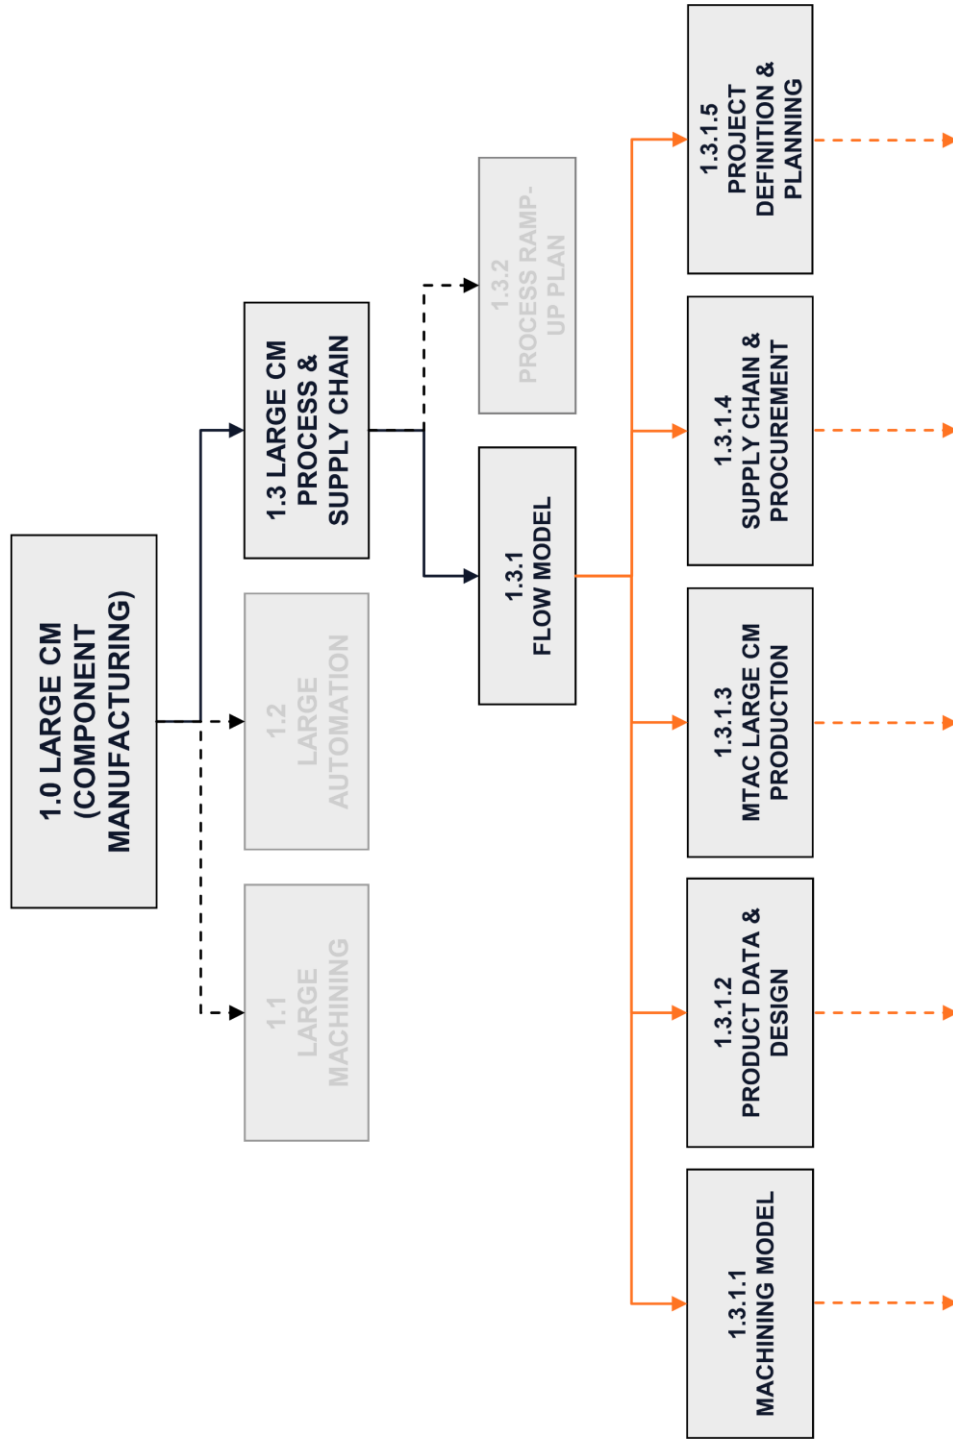 1.0 LARGE CM
(COMPONENT
MANUFACTURING)
1.1
LARGE
MACHINING
1.2
LARGE
AUTOMATION
1.3 LARGE CM
PROCESS &
SUPPLY CHAIN
1.3.1
FLOW MODEL
1.3.2
PROCESS RAMP-
UP PLAN
1.3.1.1
MACHINING MODEL
1.3.1.2
PRODUCT DATA &
DESIGN
1.3.1.3
MTAC LARGE CM
PRODUCTION
1.3.1.4
SUPPLY CHAIN &
PROCUREMENT
1.3.1.5
PROJECT
DEFINITION &
PLANNING